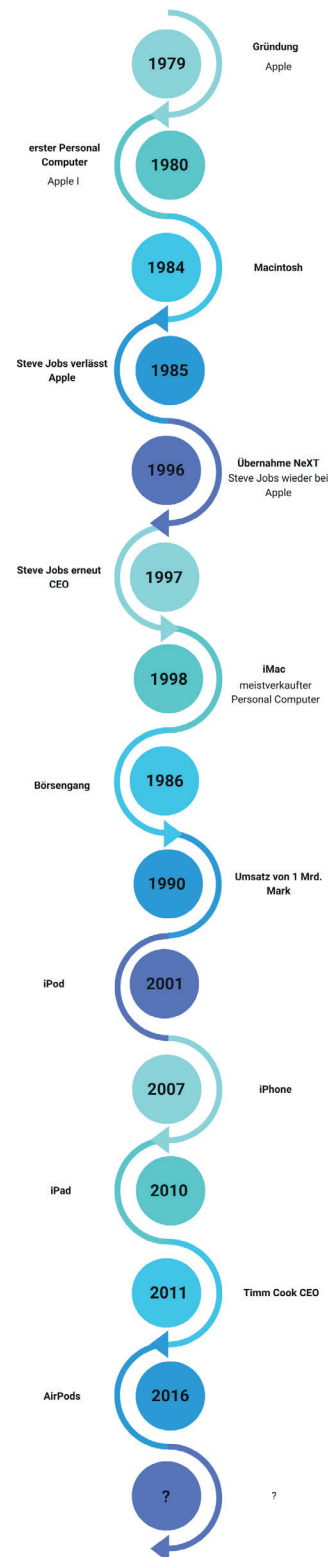 Gründung
1979
Apple
erster Personal
Computer
Apple I
1980
1984
Macintosh
Steve Jobs verlässt
Apple
1985
1996
Übernahme NeXT
Steve Jobs wieder bei
Apple
Steve Jobs erneut
CEO
1997
1998
iMac
meistverkaufter
Personal Computer
Börsengang
1986
1990
Umsatz von 1 Mrd.
Mark
iPod
2001
2007
iPhone
iPad
2010
2011
Timm Cook CEO
AirPods
2016
?
?